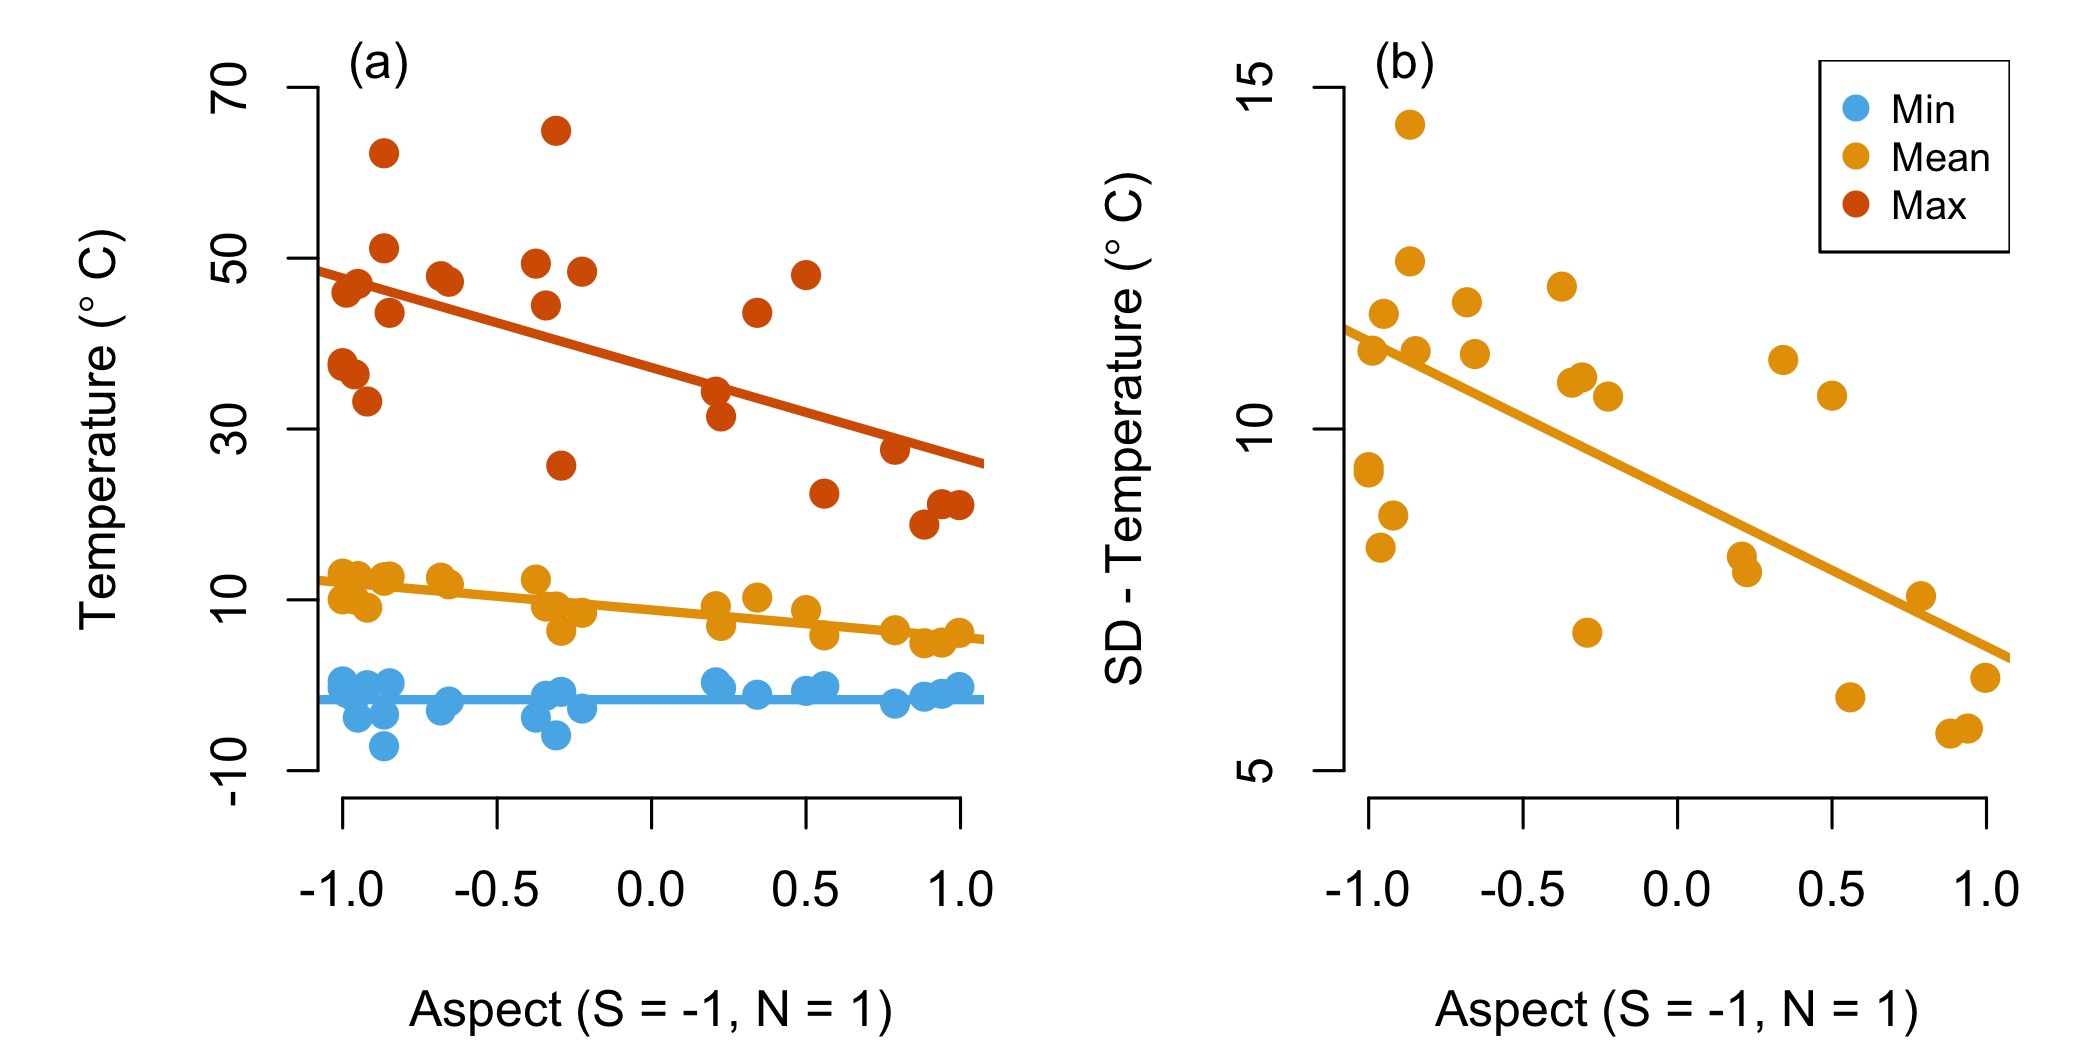 (a)
70
50
30
10
-10
Temperature (° C)
-1.0 -0.5 0.0 0.5 1.0
Aspect (S = -1, N = 1)
(b)
15
10
5
SD - Temperature (° C)
-1.0 -0.5 0.0 0.5 1.0
Aspect (S = -1, N = 1)
Min
Mean
Max